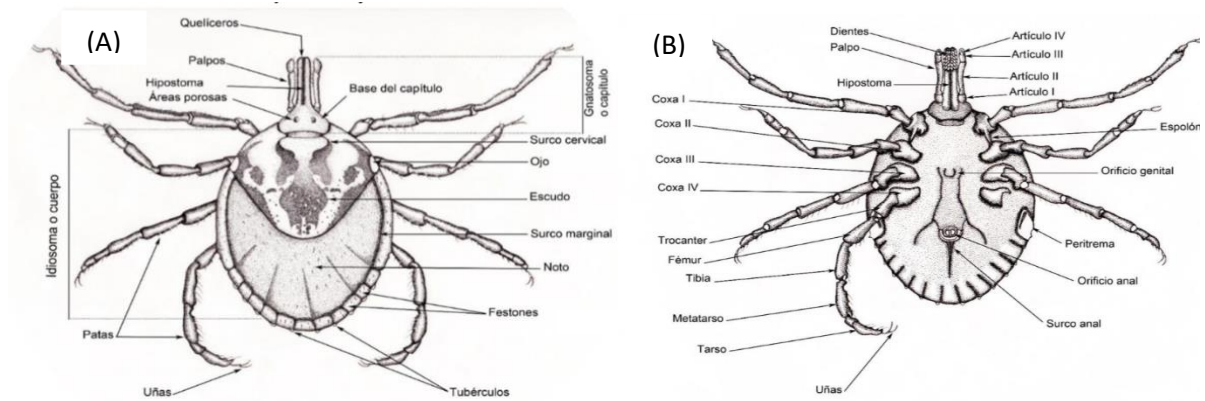 (A)
Quelíceros
Palpos
Hipostoma
Áreas porosas
Base del capítulo
Gnatosoma
o capítulo
Surco cervical
Ojo
Escudo
Surco marginal
Noto
Festones
Tubérculos
Idiosoma o cuerpo
Patas
Uñas
(B)
Dientes
Palpo
Hipostoma
Coxa I
Coxa II
Coxa III
Coxa IV
Trocanter
Fémur
Tibia
Metatarso
Tarso
Uñas
Artículo IV
Artículo III
Artículo II
Artículo I
Espolón
Orificio genital
Peritrema
Orificio anal
Surco anal